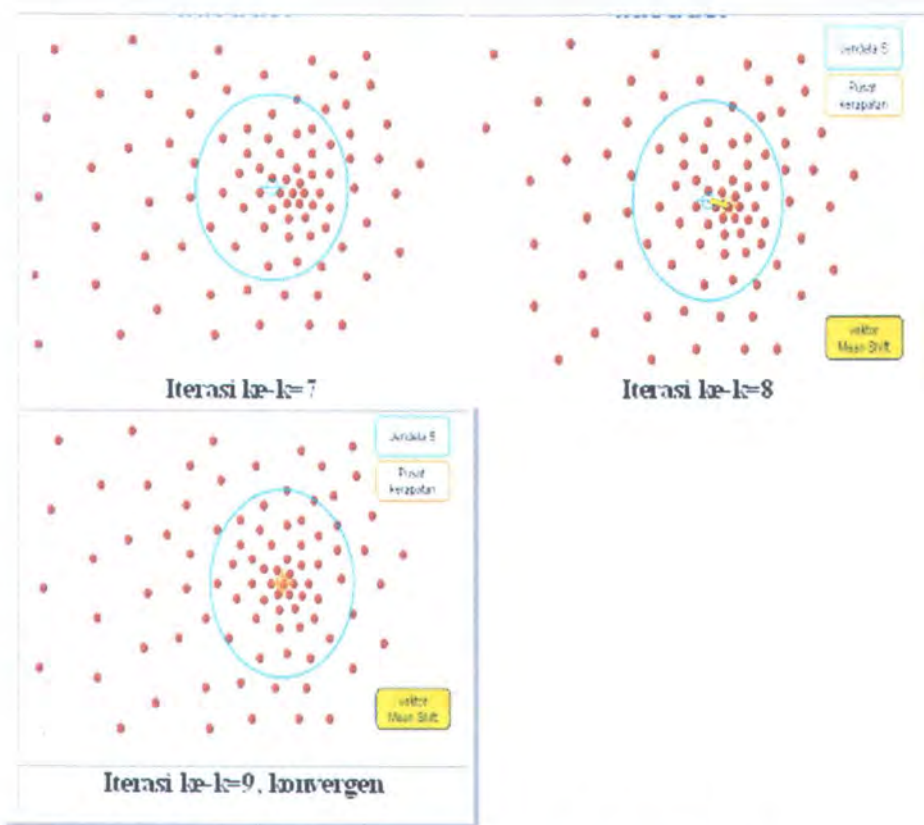 Jendela S
Pusat
kerapatan
vektor
Mean Shift
Iterasi ke-k=7
Iterasi ke-k=8
Jendela S
Pusat
kerapatan
vektor
Mean Shift
Iterasi ke-k=9, konvergen